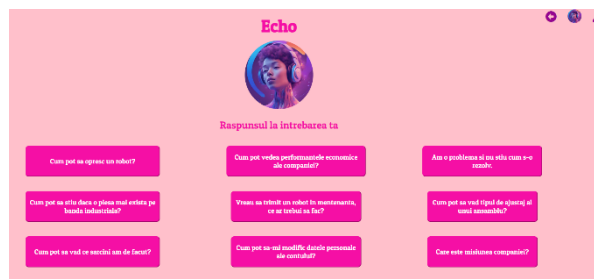 Echo
Raspunsul la intrebarea ta
Cum pot sa opresc un robot?
Cum pot vedea performantele economice
ale companiei?
Am o problema si nu stiu cum s-o
rezolv.
Cum pot sa stiu daca o piesa mai exista pe
banda industriala?
Vreau sa trimit un robot in mentenanta,
ce ar trebui sa fac?
Cum pot sa vad tipul de ajustaj al
unui ansamblu?
Cum pot sa vad ce sarcini am de facut?
Cum pot sa-mi modific datele personale
ale contului?
Care este misiunea companiei?